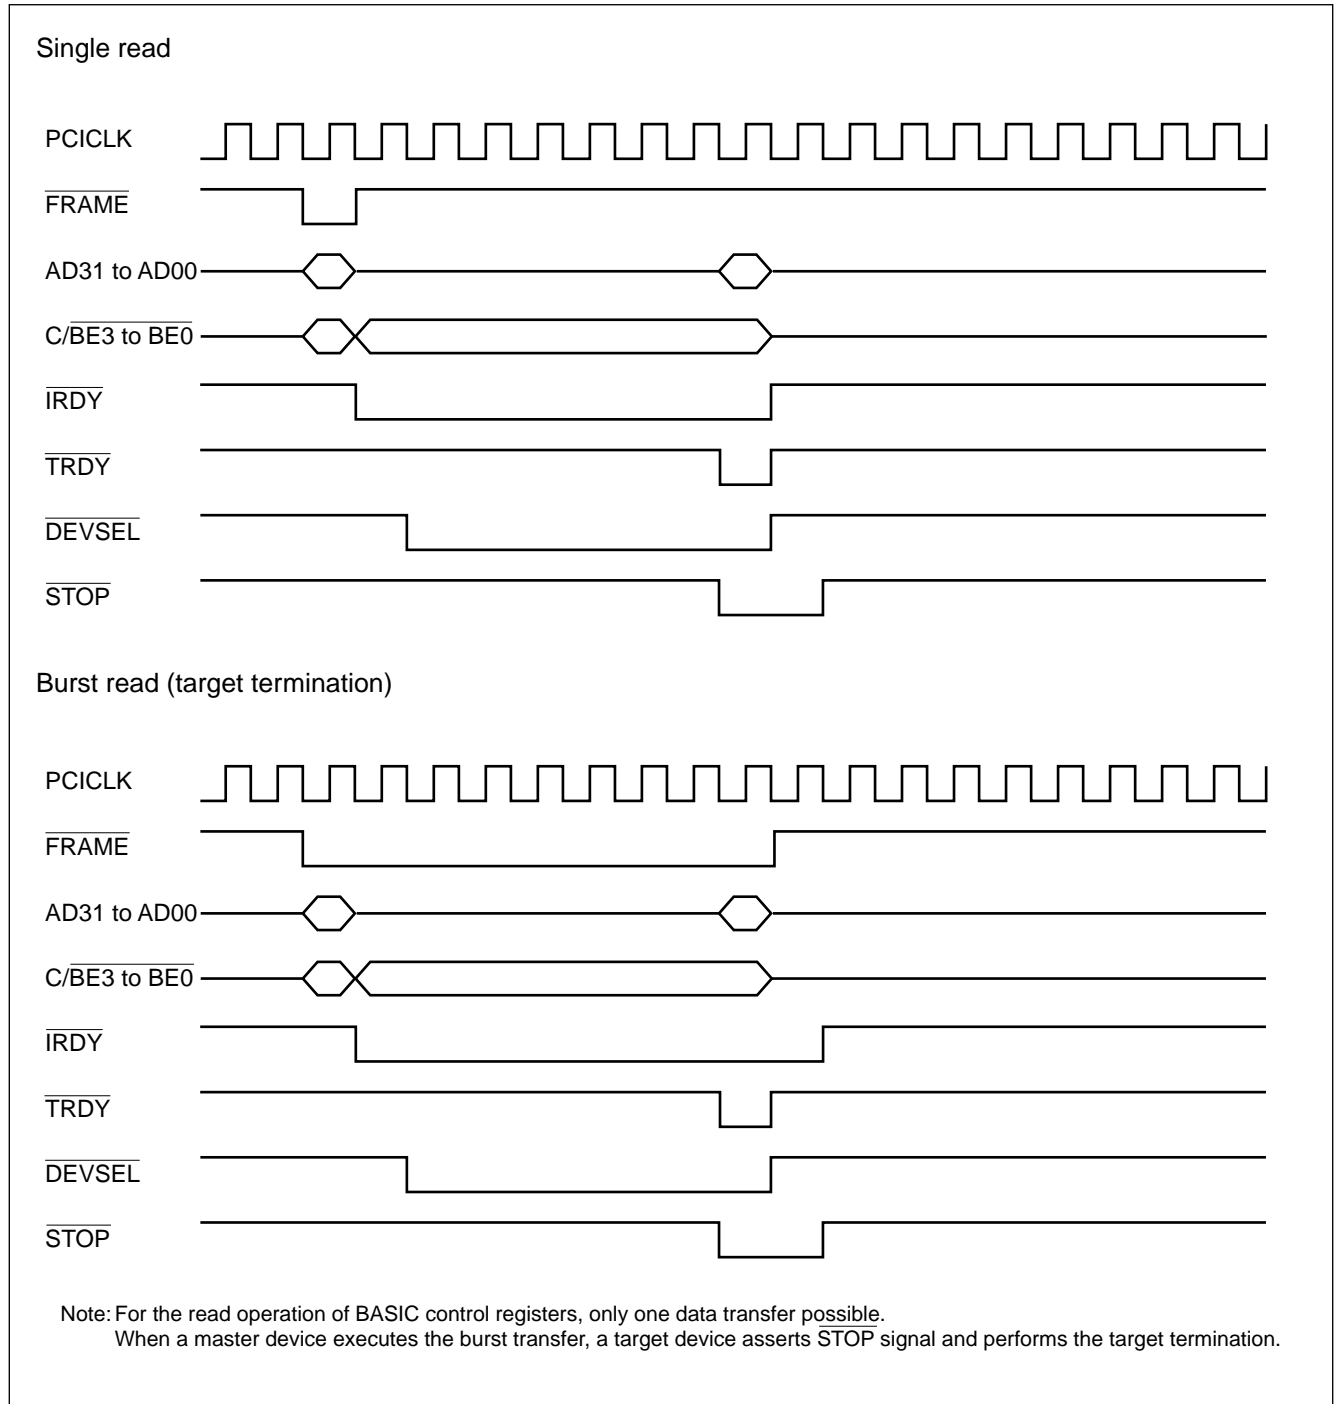 Single read
PCICLK
FRAME
AD31 to AD00
C/BE3 to BE0
IRDY
TRDY
DEVSEL
STOP
Burst read (target termination)
PCICLK
FRAME
AD31 to AD00
C/BE3 to BE0
IRDY
TRDY
DEVSEL
STOP
Note: For the read operation of BASIC control registers, only one data transfer possible.
When a master device executes the burst transfer, a target device asserts STOP signal and performs the target termination.